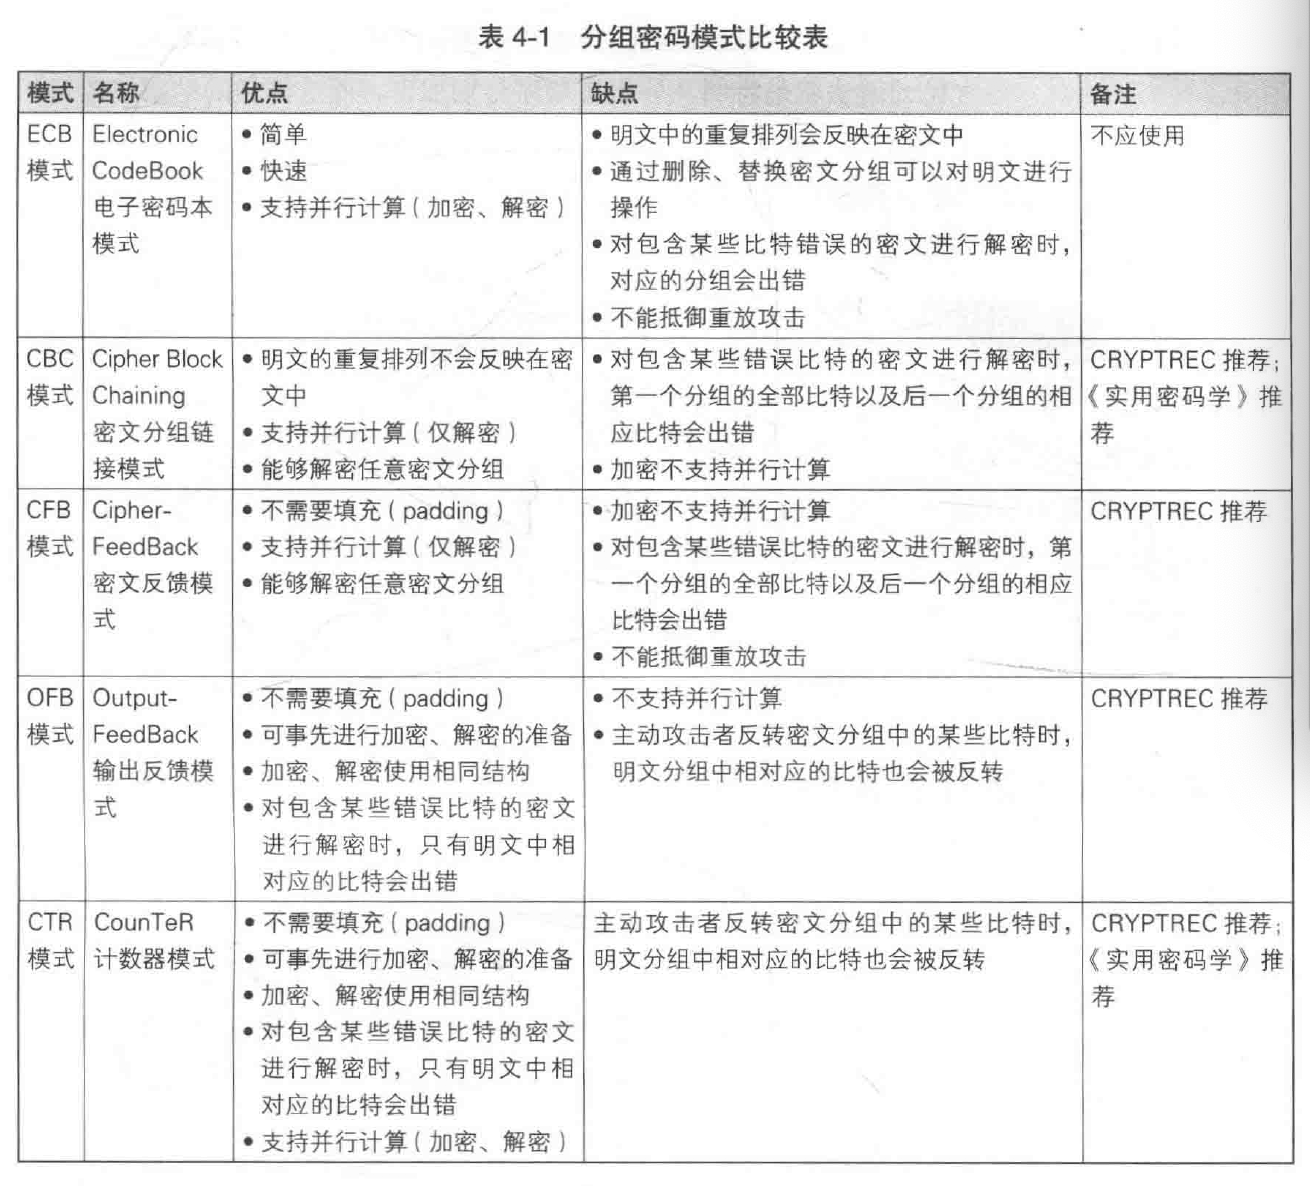 表 4-1 分组密码模式比较表
模式 名称 优点 缺点 备注
ECB
模式
Electronic
CodeBook
电子密码本
模式
• 简单
• 快速
• 支持并行计算（加密、解密）
• 明文中的重复排列会反映在密文中
• 通过删除、替换密文分组可以对明文进行
操作
• 对包含某些比特错误的密文进行解密时，
对应的分组会出错
• 不能抵御重放攻击
不应使用
CBC
模式
Cipher Block
Chaining
密文分组链
接模式
• 明文的重复排列不会反映在密
文中
• 支持并行计算（仅解密）
• 能够解密任意密文分组
• 对包含某些错误比特的密文进行解密时，
第一个分组的全部比特以及后一个分组的相
应比特会出错
• 加密不支持并行计算
CRYPTREC 推荐；
《实用密码学》推
荐
CFB
模式
Cipher-
FeedBack
密文反馈模
式
• 不需要填充（padding）
• 支持并行计算（仅解密）
• 能够解密任意密文分组
• 加密不支持并行计算
• 对包含某些错误比特的密文进行解密时，第
一个分组的全部比特以及后一个分组的相应
比特会出错
• 不能抵御重放攻击
CRYPTREC 推荐
OFB
模式
Output-
FeedBack
输出反馈模
式
• 不需要填充（padding）
• 可事先进行加密、解密的准备
• 加密、解密使用相同结构
• 对包含某些错误比特的密文
进行解密时，只有明文中相
对应的比特会出错
• 不支持并行计算
• 主动攻击者反转密文分组中的某些比特时，
明文分组中相对应的比特也会被反转
CRYPTREC 推荐
CTR
模式
CounTeR
计数器模式
• 不需要填充（padding）
• 可事先进行加密、解密的准备
• 加密、解密使用相同结构
• 对包含某些错误比特的密文
进行解密时，只有明文中相
对应的比特会出错
• 支持并行计算（加密、解密）
主动攻击者反转密文分组中的某些比特时，
明文分组中相对应的比特也会被反转
CRYPTREC 推荐；
《实用密码学》推
荐